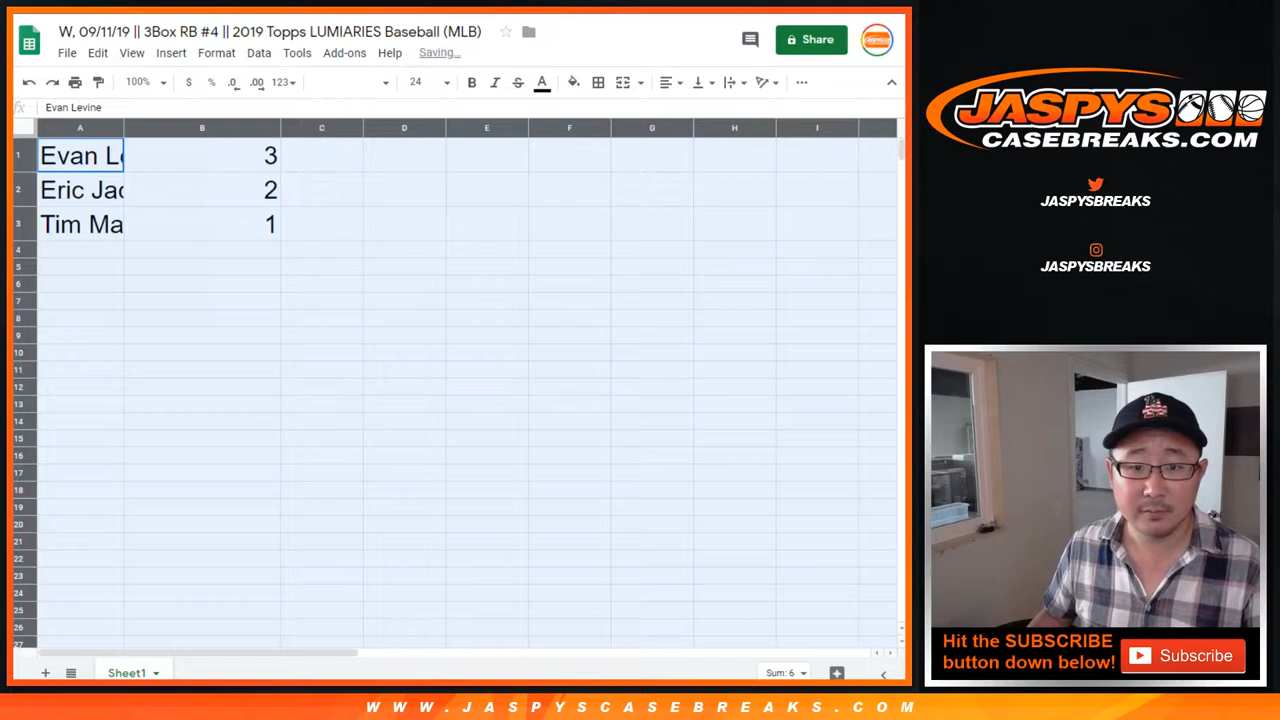 W, 09/11/19 || 3Box RB #4 || 2019 Topps LUMIARIES Baseball (MLB)
File Edit View Insert Format Data Tools Add-ons Help Saving...
Share
100% $ % .0 .00 123 24 B I S A
fx Evan Levine
A B C D E F G H I
1 Evan Le 3
2 Eric Jac 2
3 Tim Ma 1
4
5
6
7
8
9
10
11
12
13
14
15
16
17
18
19
20
21
22
23
24
25
26
27
Sheet1
Sum: 6
JASPYS
CASEBREAKS.COM
JASPYSBREAKS
JASPYSBREAKS
Hit the SUBSCRIBE
button down below!
Subscribe
WWW.JASPYSCASEBREAKS.COM